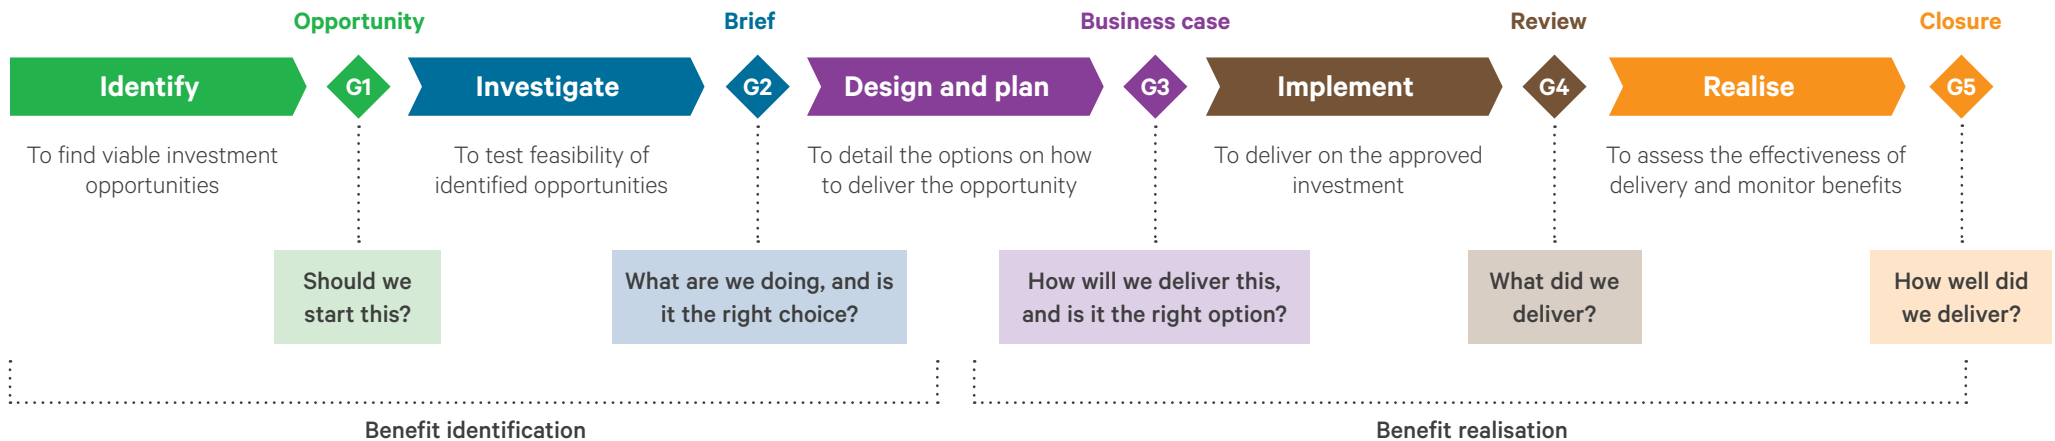 Opportunity
Brief
Business case
Review
Closure
Identify
G1
Investigate
G2
Design and plan
G3
Implement
G4
Realise
G5
To find viable investment
opportunities
To test feasibility of
identified opportunities
To detail the options on how
to deliver the opportunity
To deliver on the approved
investment
To assess the effectiveness of
delivery and monitor benefits
Should we
start this?
What are we doing, and is
it the right choice?
How will we deliver this,
and is it the right option?
What did we
deliver?
How well did
we deliver?
Benefit identification
Benefit realisation